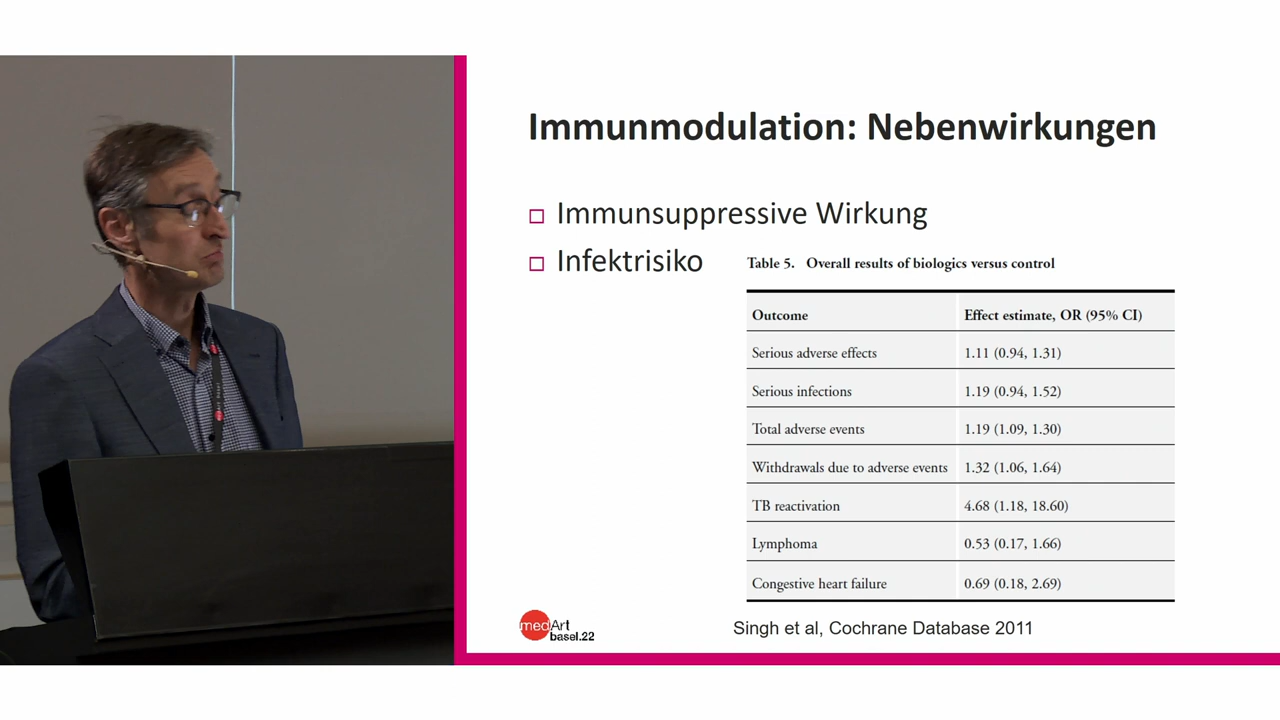 Immunmodulation: Nebenwirkungen
Immunsuppressive Wirkung
Infektrisiko
Table 5. Overall results of biologics versus control
Outcome Effect estimate, OR (95% CI)
Serious adverse effects 1.11 (0.94, 1.31)
Serious infections 1.19 (0.94, 1.52)
Total adverse events 1.19 (1.09, 1.30)
Withdrawals due to adverse events 1.32 (1.06, 1.64)
TB reactivation 4.68 (1.18, 18.60)
Lymphoma 0.53 (0.17, 1.66)
Congestive heart failure 0.69 (0.18, 2.69)
medArt
basel.22
Singh et al, Cochrane Database 2011